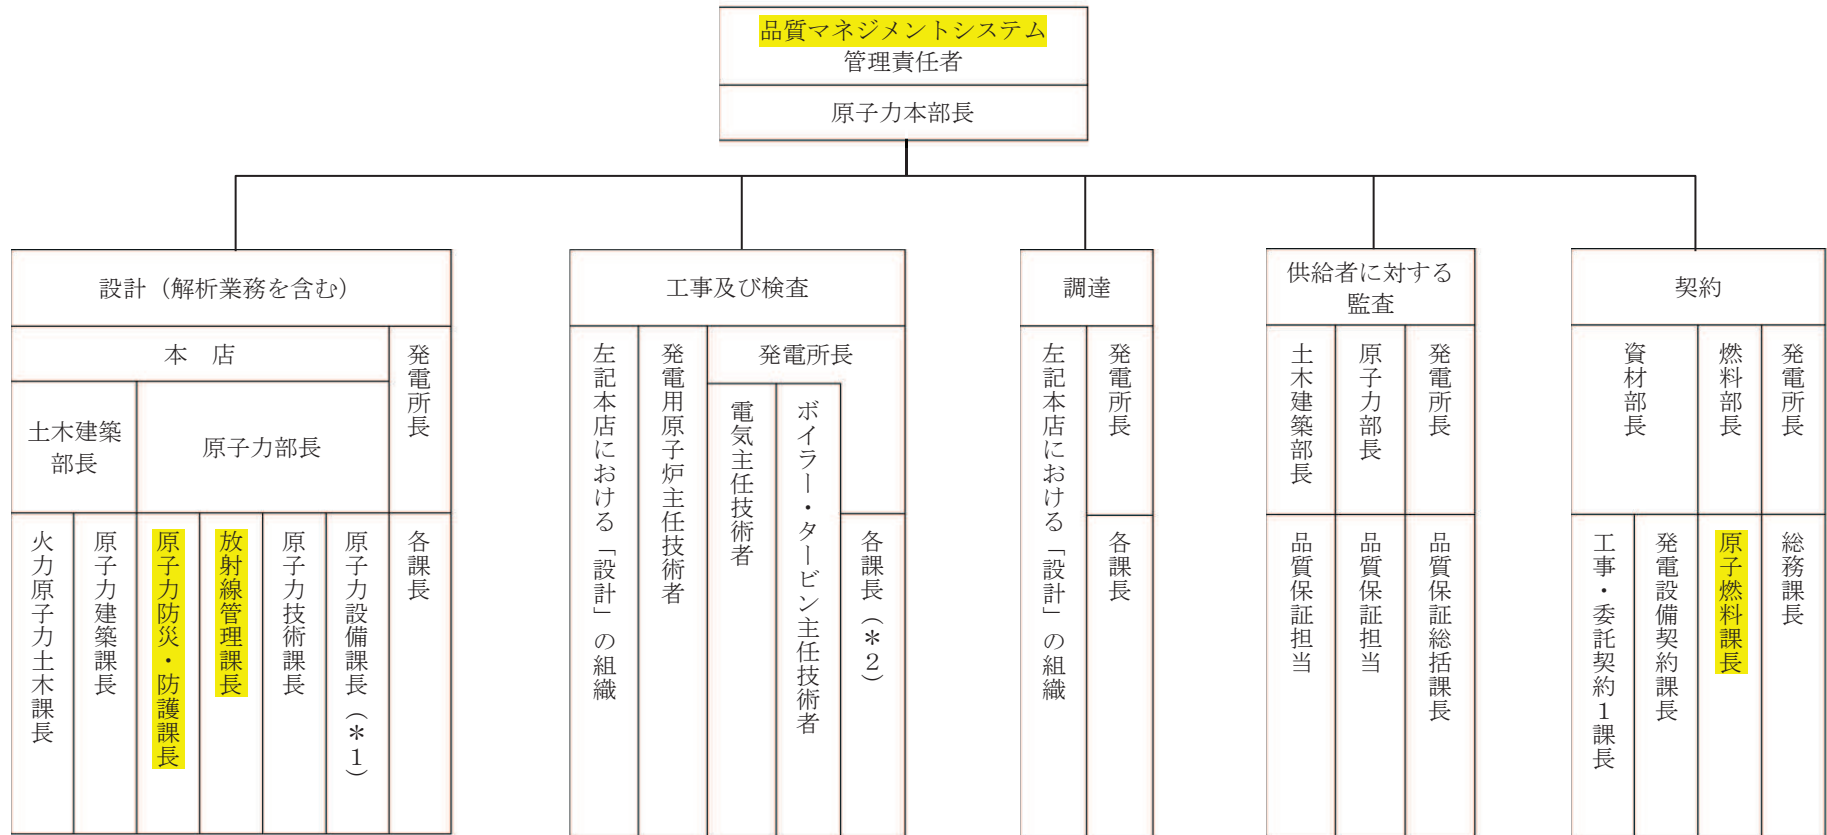 品質マネジメントシステム
管理責任者
原子力本部長
設計（解析業務を含む）
本　店
発電所長
土木建築
部長
原子力部長
火力原子力土木課長
原子力建築課長
原子力防災・防護課長
放射線管理課長
原子力技術課長
原子力設備課長（＊１）
各課長
工事及び検査
左記本店における「設計」の組織
発電用原子炉主任技術者
発電所長
電気主任技術者
ボイラー・タービン主任技術者
各課長（＊２）
調達
左記本店における「設計」の組織
発電所長
各課長
供給者に対する
監査
土木建築部長
原子力部長
発電所長
品質保証担当
品質保証担当
品質保証総括課長
契約
資材部長
燃料部長
発電所長
工事・委託契約１課長
発電設備契約課長
原子燃料課長
総務課長